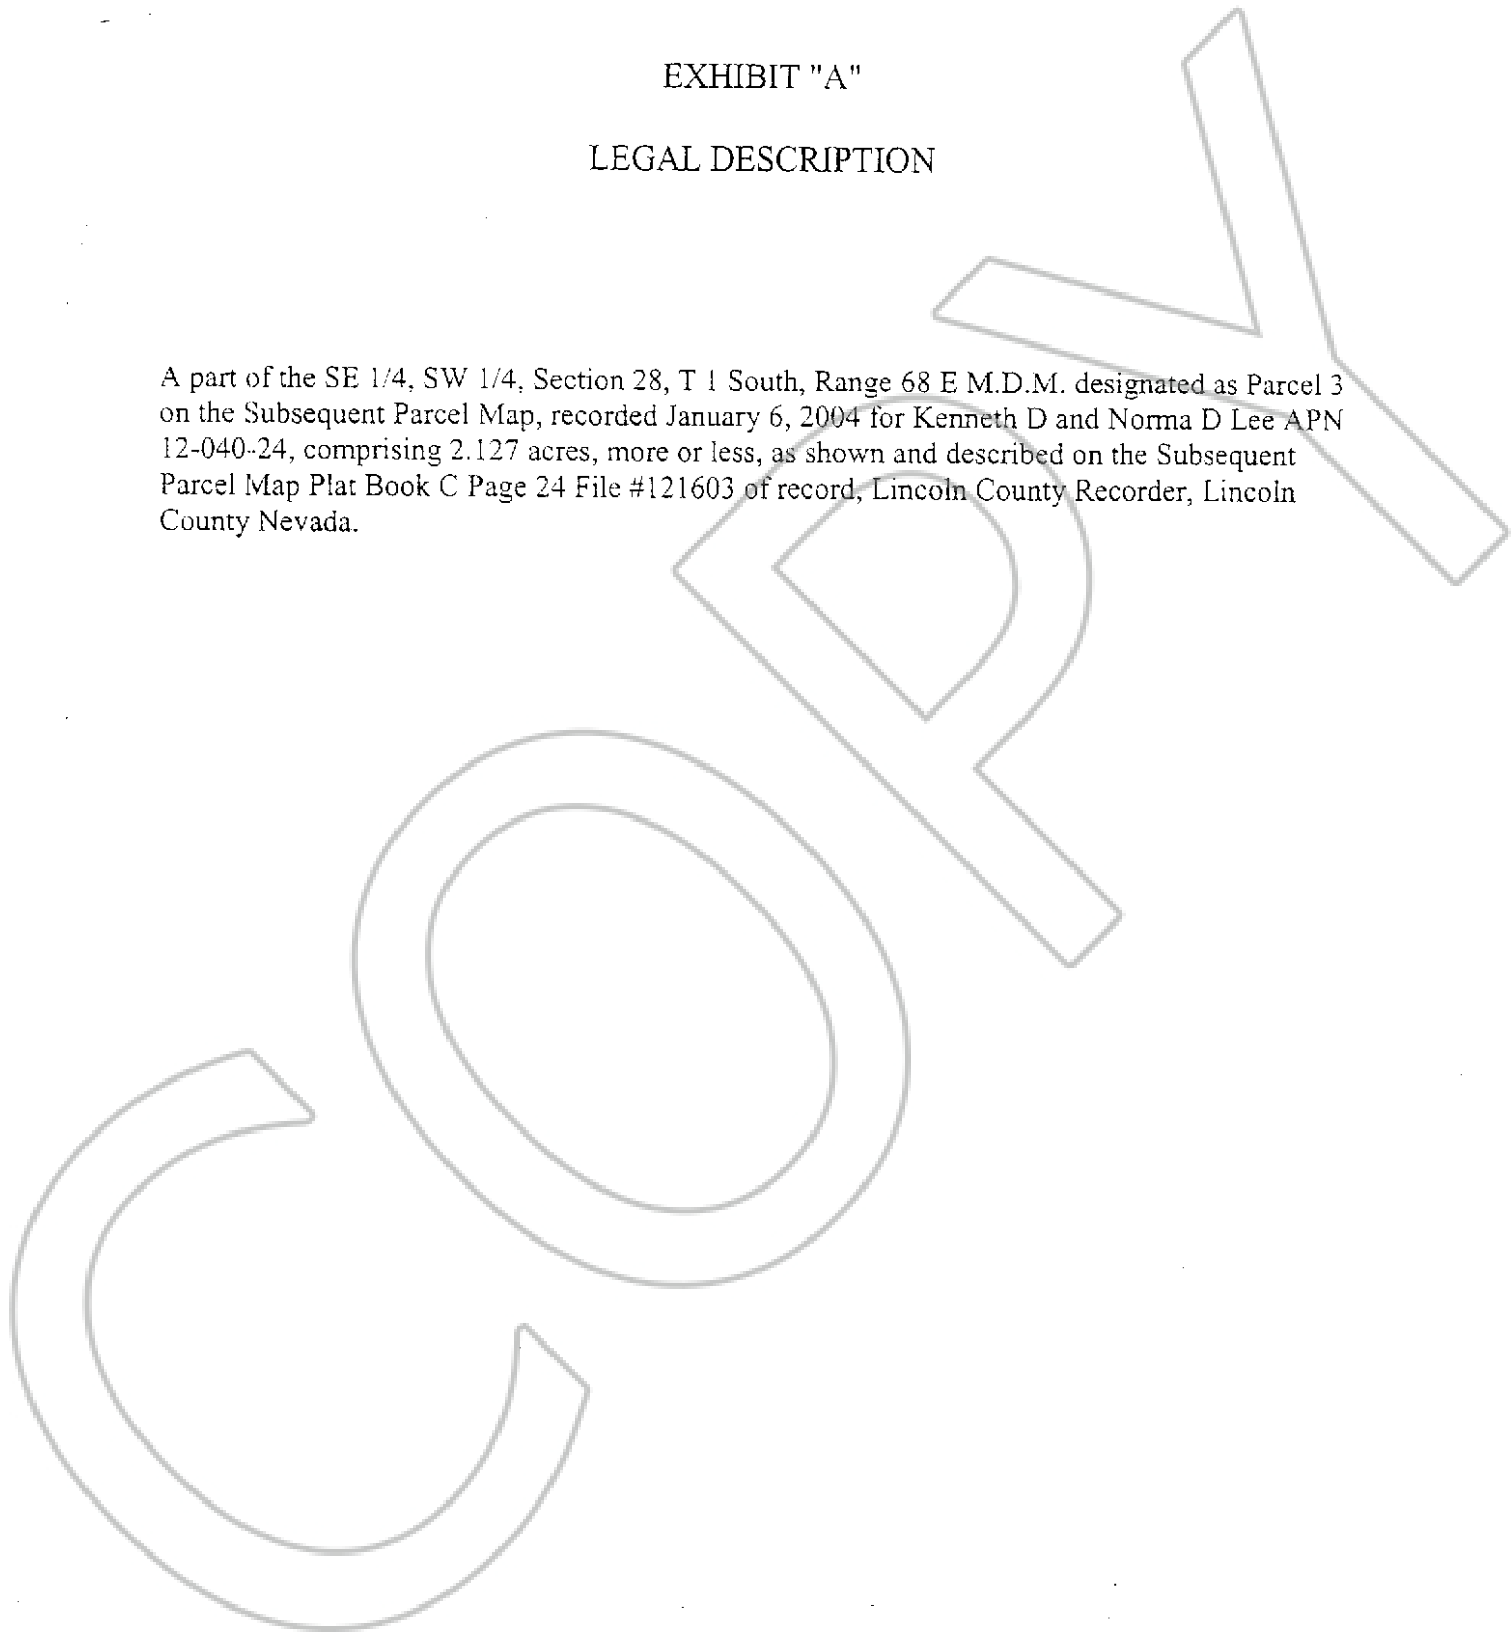 EXHIBIT "A"
LEGAL DESCRIPTION
A part of the SE 1/4, SW 1/4, Section 28, T 1 South, Range 68 E M.D.M. designated as Parcel 3
on the Subsequent Parcel Map, recorded January 6, 2004 for Kenneth D and Norma D Lee APN
12-040-24, comprising 2.127 acres, more or less, as shown and described on the Subsequent
Parcel Map Plat Book C Page 24 File #121603 of record, Lincoln County Recorder, Lincoln
County Nevada.
COPY